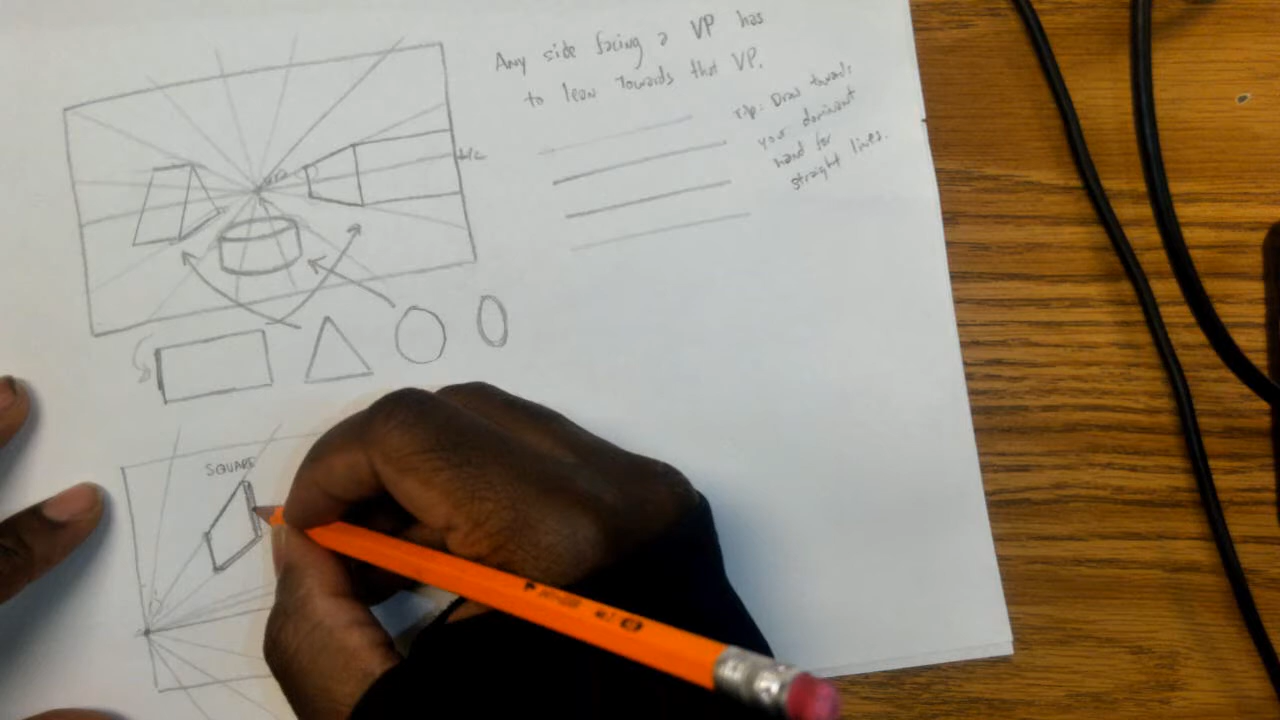 Any side facing a VP has
to lean Towards that VP.
Tip: Draw towards
your dominant
hand for
straight lines.
SQUARE